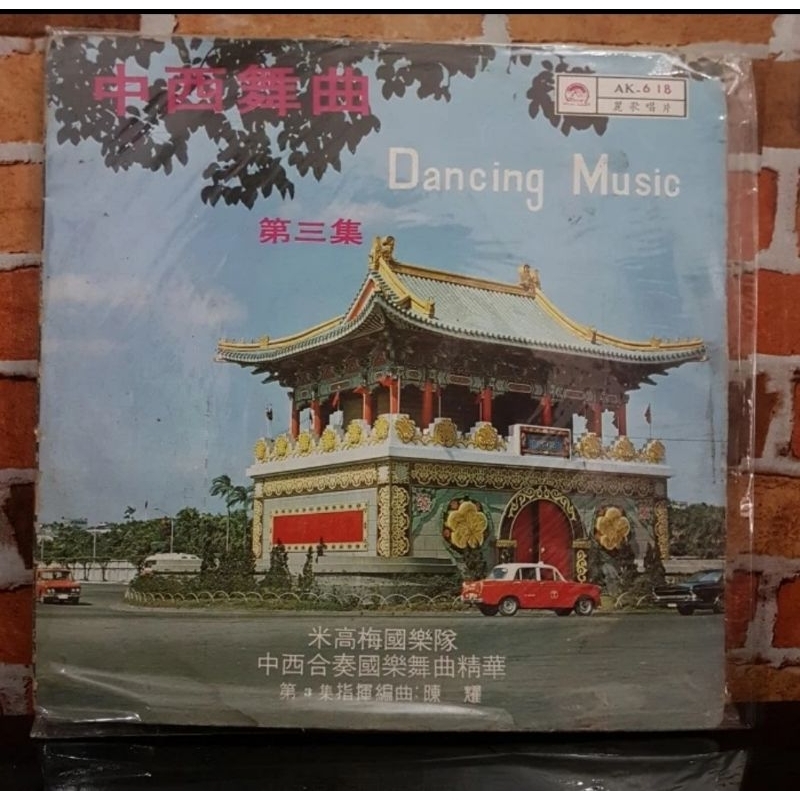 中西舞曲
AK-618
麗歌唱片
Dancing Music
第三集
米高梅國樂隊
中西合奏國樂舞曲精華
第3集指揮編曲:陳 耀